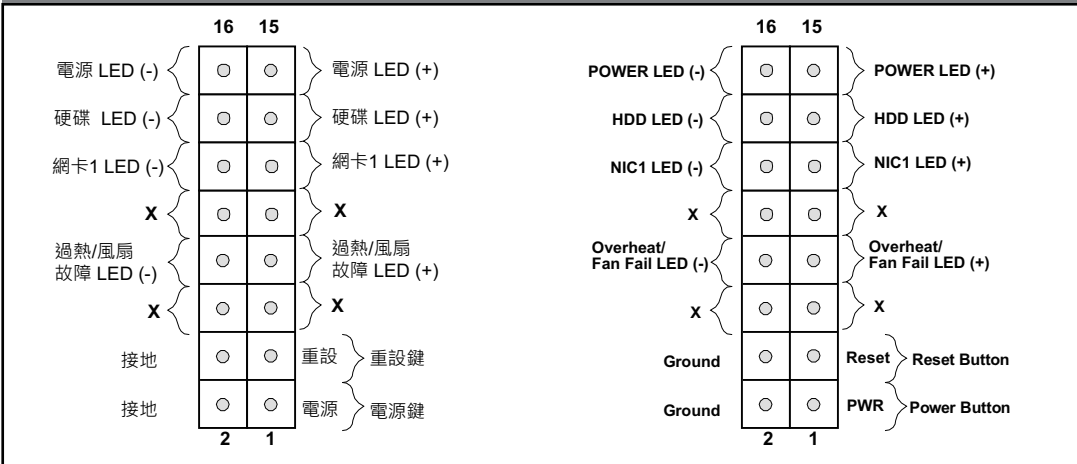 16 15
電源 LED (-)
電源 LED (+)
硬碟 LED (-)
硬碟 LED (+)
網卡1 LED (-)
網卡1 LED (+)
X
X
過熱/風扇
故障 LED (-)
過熱/風扇
故障 LED (+)
X
X
接地
重設
重設鍵
接地
電源
電源鍵
2 1
16 15
POWER LED (-)
POWER LED (+)
HDD LED (-)
HDD LED (+)
NIC1 LED (-)
NIC1 LED (+)
X
X
Overheat/
Fan Fail LED (-)
Overheat/
Fan Fail LED (+)
X
X
Ground
Reset
Reset Button
Ground
PWR
Power Button
2 1